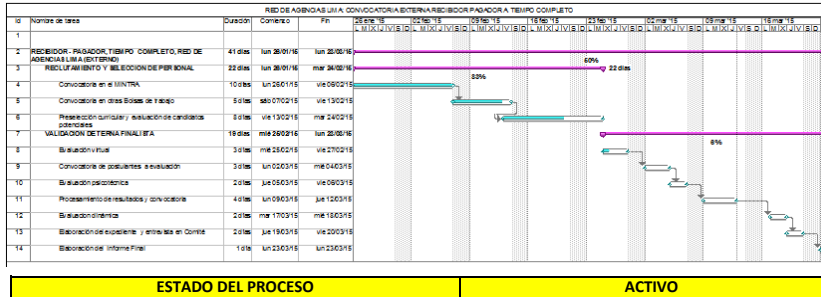 RED DE AGENCIAS LIMA: CONVOCATORIA EXTERNA RECIBIDOR PAGADOR A TIEMPO COMPLETO
Id Nombre de tarea Duración Comienzo Fin 26 ene '15 02 feb '15 09 feb '15 16 feb '15 23 feb '15 02 mar '15 09 mar '15 16 mar '15
L M X J V S D L M X J V S D L M X J V S D L M X J V S D L M X J V S D L M X J V S D L M X J V S D L M X J V S
1
2 RECIBIDOR - PAGADOR, TIEMPO COMPLETO, RED DE AGENCIAS LIMA (EXTERNO) 41 días lun 26/01/15 lun 23/03/15
50%
3 RECLUTAMIENTO Y SELECCION DE PERSONAL 22 días lun 26/01/15 mar 24/02/15 22 días
83%
4 Convocatoria en el MINTRA 10 días lun 26/01/15 vie 06/02/15
5 Convocatoria en otras Bolsas de trabajo 5 días sáb 07/02/15 vie 13/02/15
6 Preselección curricular y evaluación de candidatos potenciales 8 días vie 13/02/15 mar 24/02/15
7 VALIDACION DE TERNA FINALISTA 19 días mié 25/02/15 lun 23/03/15
6%
8 Evaluación virtual 3 días mié 25/02/15 vie 27/02/15
9 Convocatoria de postulantes a evaluación 3 días lun 02/03/15 mié 04/03/15
10 Evaluación psicotécnica 2 días jue 05/03/15 vie 06/03/15
11 Procesamiento de resultados y convocatoria 4 días lun 09/03/15 jue 12/03/15
12 Evaluacion dinámica 2 días mar 17/03/15 mié 18/03/15
13 Elaboración del expediente y entrevista en Comité 2 días jue 19/03/15 vie 20/03/15
14 Elaboración del Informe Final 1 día lun 23/03/15 lun 23/03/15
ESTADO DEL PROCESO ACTIVO